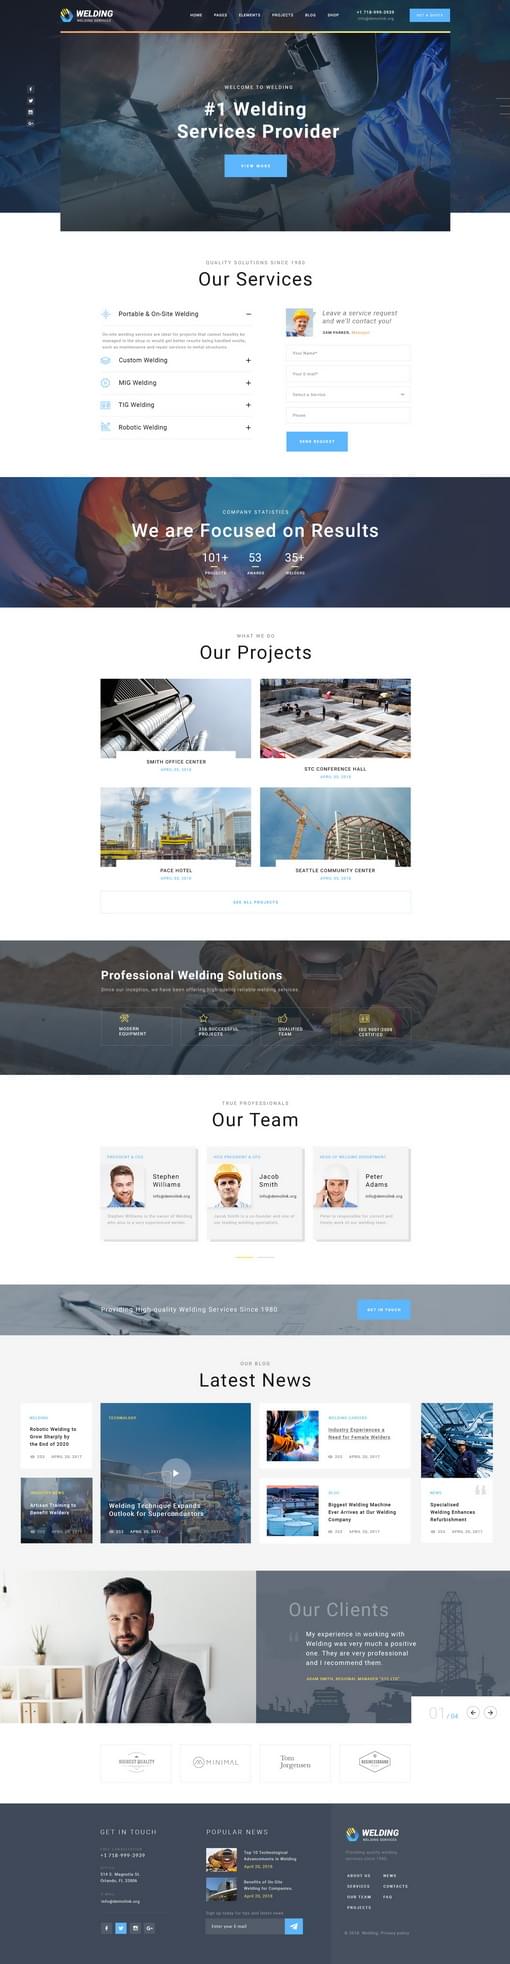 WELDING
WELDING SERVICES
HOME PAGES ELEMENTS PROJECTS BLOG SHOP
+1 718-999-3939
info@demolink.org
GET A QUOTE
WELCOME TO WELDING
#1 Welding
Services Provider
VIEW MORE
QUALITY SOLUTIONS SINCE 1980
Our Services
Portable & On-Site Welding
On-site welding services are ideal for projects that cannot feasibly be
managed in the shop or would get better results being handled onsite,
such as maintenance and repair services to metal structures.
Custom Welding
MIG Welding
TIG Welding
Robotic Welding
Leave a service request
and we'll contact you!
SAM PARKER, Manager
Your Name*
Your E-mail*
Select a Service
Phone
SEND REQUEST
COMPANY STATISTICS
We are Focused on Results
101+ 53 35+
PROJECTS AWARDS WELDERS
WHAT WE DO
Our Projects
SMITH OFFICE CENTER
APRIL 20, 2018
STC CONFERENCE HALL
APRIL 20, 2018
PACE HOTEL
APRIL 20, 2018
SEATTLE COMMUNITY CENTER
APRIL 20, 2018
SEE ALL PROJECTS
Professional Welding Solutions
Since our inception, we have been offering high-quality reliable welding services.
MODERN
EQUIPMENT
SUCCESSFUL
PROJECTS
QUALIFIED
TEAM
ISO 9001:2008
CERTIFIED
TRUE PROFESSIONALS
Our Team
PRESIDENT & CEO
Stephen
Williams
info@demolink.org
Stephen Williams is the owner of Welding
who also is a very experienced welder.
VICE PRESIDENT & CFO
Jacob
Smith
info@demolink.org
Jacob Smith is a co-founder and one of
our leading welding specialists.
HEAD OF WELDING DEPARTMENT
Peter
Adams
info@demolink.org
Peter is responsible for correct and
timely work of our welding team.
Providing High-quality Welding Services Since 1980
GET IN TOUCH
OUR BLOG
Latest News
WELDING
Robotic Welding to
Grow Sharply by
the End of 2020
253 APRIL 20, 2017
INDUSTRY NEWS
Artisan Training to
Benefit Welders
253 APRIL 20, 2017
TECHNOLOGY
Welding Technique Expands
Outlook for Superconductors
253 APRIL 20, 2017
WELDING CAREERS
Industry Experiences a
Need for Female Welders
253 APRIL 20, 2017
BLOG
Biggest Welding Machine
Ever Arrives at Our Welding
Company
253 APRIL 20, 2017
NEWS
Specialised
Welding Enhances
Refurbishment
253 APRIL 20, 2017
Our Clients
My experience in working with
Welding was very much a positive
one. They are very professional
and I recommend them.
ADAM SMITH, REGIONAL MANAGER
01 / 04
HIGHEST QUALITY
MINIMAL
Tom
Jorgensen
BUSINESSBRAND
GET IN TOUCH
+1 718-999-3939
514 S. Magnolia St.
Orlando, FL 32806
info@demolink.org
POPULAR NEWS
Top 10 Technological
Advancements in Welding
April 20, 2018
Benefits of On-Site
Welding for Companies.
April 20, 2018
Sign up today for tips and latest news
Enter your E-mail
WELDING
WELDING SERVICES
Providing quality welding
services since 1980.
ABOUT US NEWS
SERVICES CONTACTS
OUR TEAM FAQ
PROJECTS
© 2018 Welding. Privacy policy